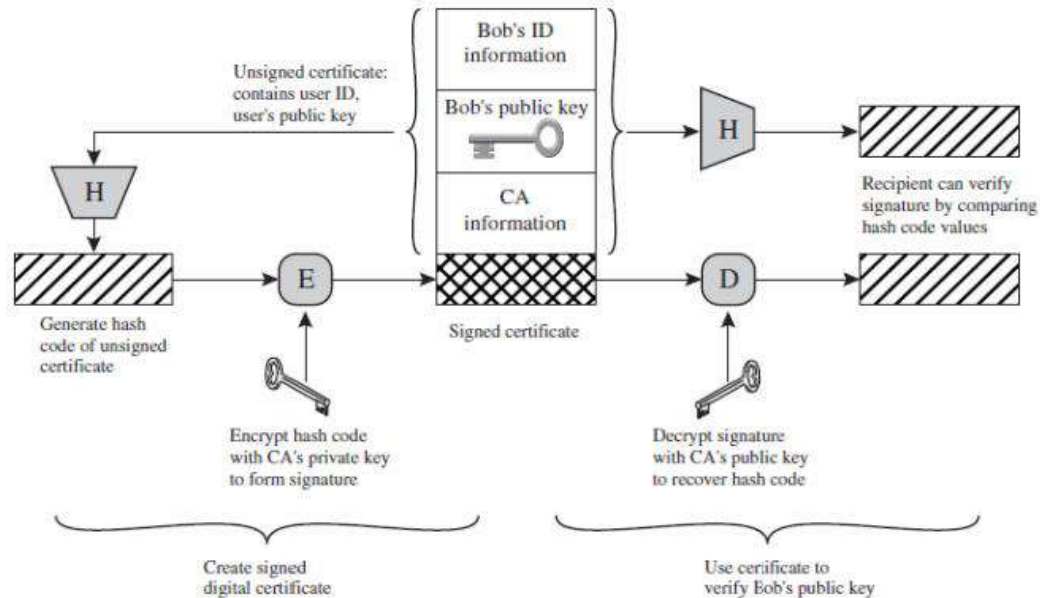 Bob's ID
information
Unsigned certificate:
contains user ID,
user's public key
Bob's public key
H
H
CA
information
Recipient can verify
signature by comparing
hash code values
E
D
Generate hash
code of unsigned
certificate
Signed certificate
Encrypt hash code
with CA's private key
to form signature
Decrypt signature
with CA's public key
to recover hash code
Create signed
digital certificate
Use certificate to
verify Bob's public key